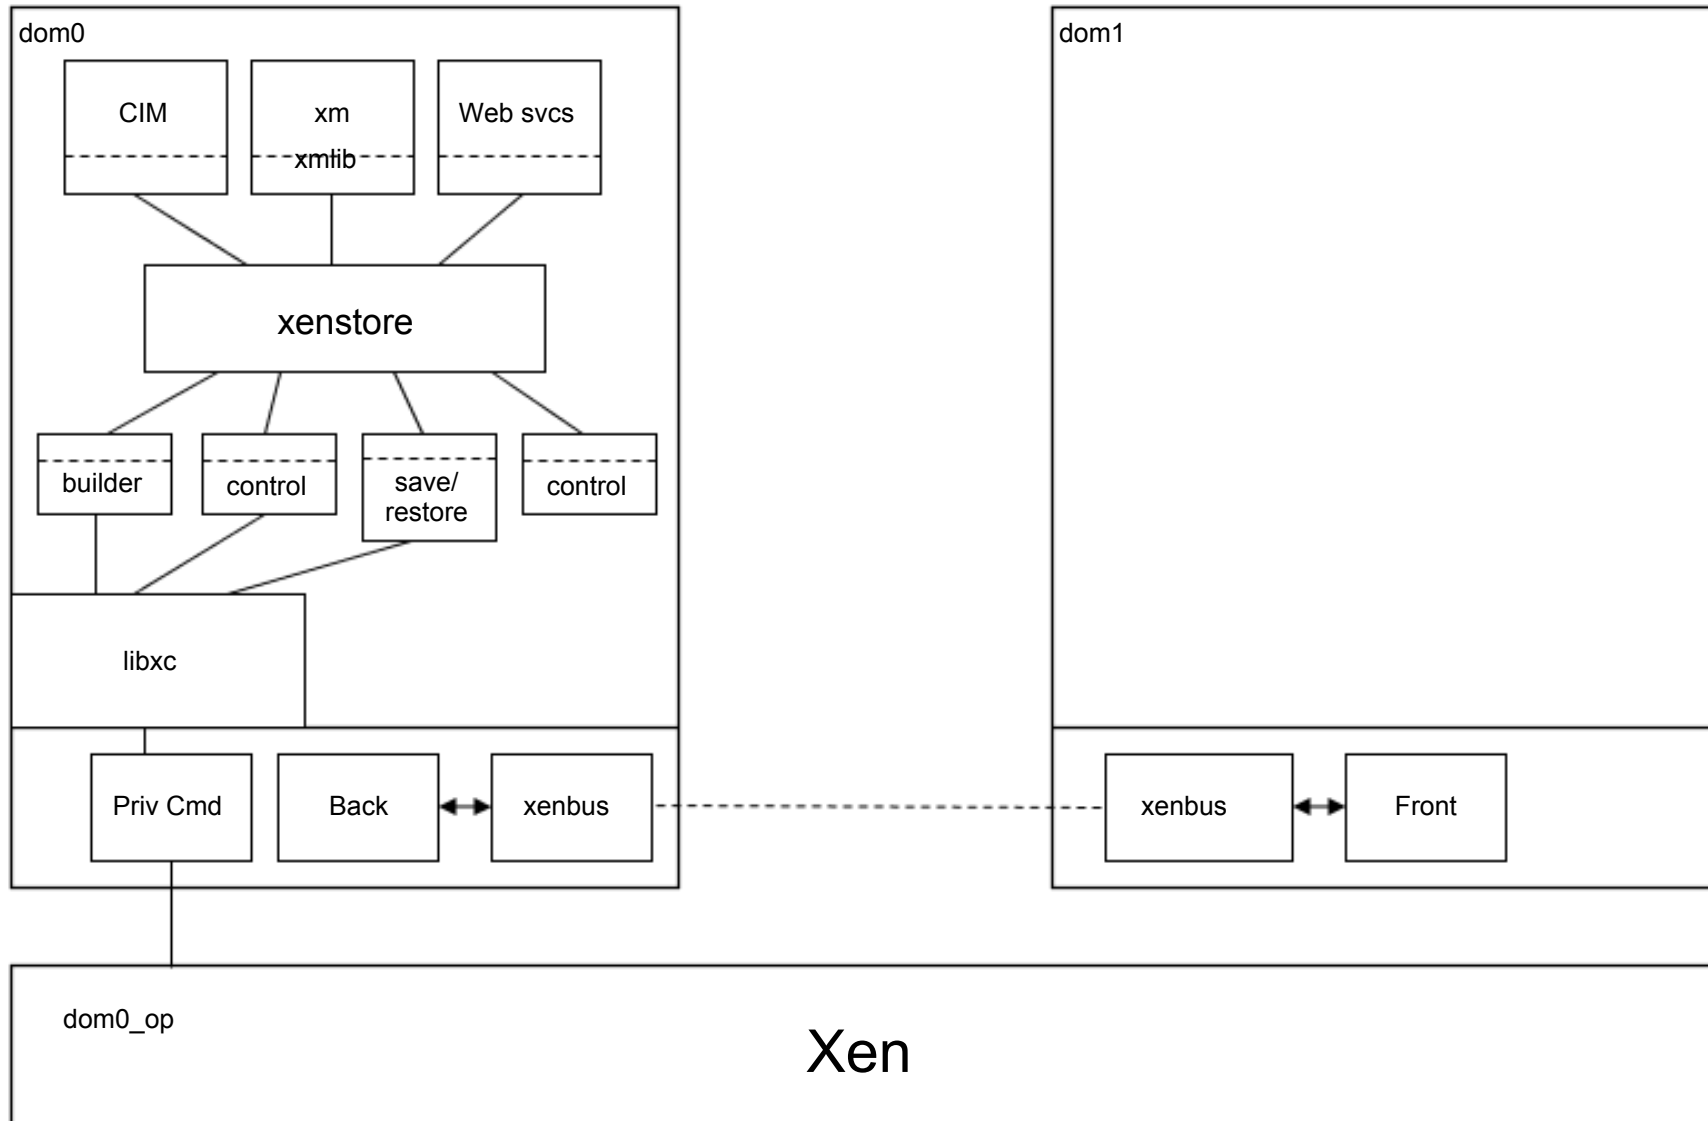 dom0
dom1
CIM
xm
Web svcs
xmlib
xenstore
builder
control
save/
restore
control
libxc
Priv Cmd
Back
xenbus
xenbus
Front
dom0_op
Xen